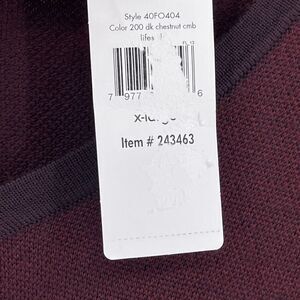 Style 40FO404
Color 200 dk chestnut cmb
7 977 6
Item # 243463